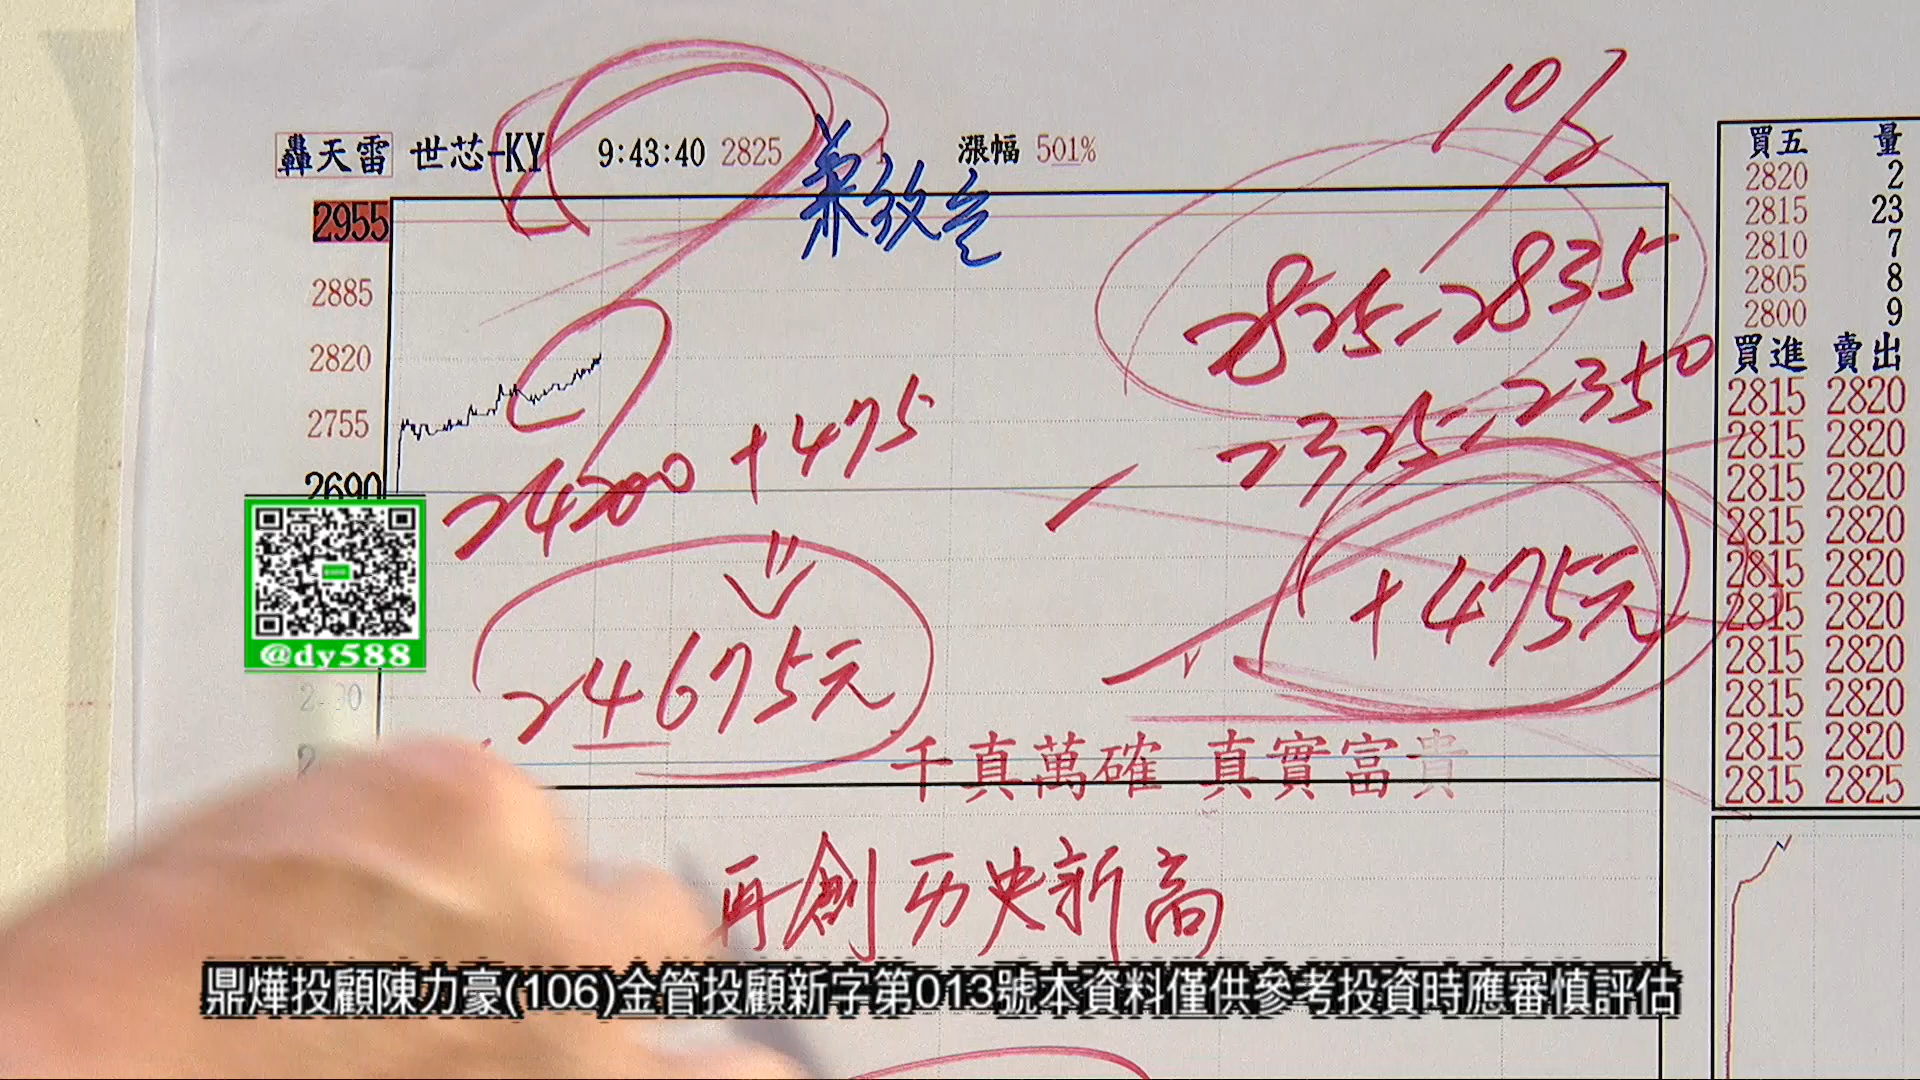 10/2
轟天雷 世芯-KY 9:43:40 2825 漲幅 501%
2955
2885
2820
2755
2690
2825-2835
2325-2350
+475元
24200+475
24675元
千真萬確 真實富貴
再創历史新高
買五 量
2820 2
2815 23
2810 7
2805 8
2800 9
買進 賣出
2815 2820
2815 2820
2815 2820
2815 2820
2815 2820
2815 2820
2815 2820
2815 2820
2815 2820
2815 2825
@dy588
鼎燁投顧陳力豪(106)金管投顧新字第013號本資料僅供參考投資時應審慎評估